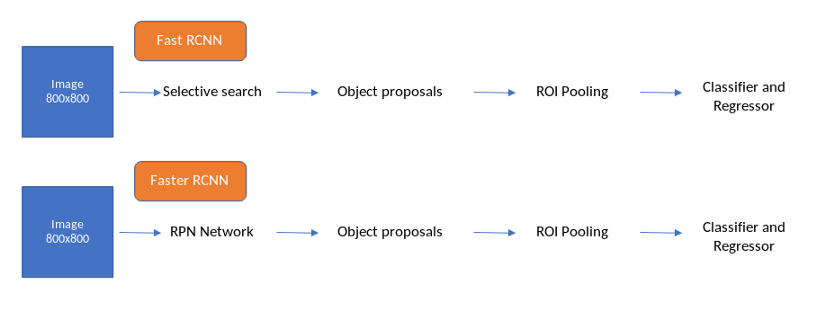 Fast RCNN
Image
800x800
Selective search
Object proposals
ROI Pooling
Classifier and
Regressor
Faster RCNN
Image
800x800
RPN Network
Object proposals
ROI Pooling
Classifier and
Regressor